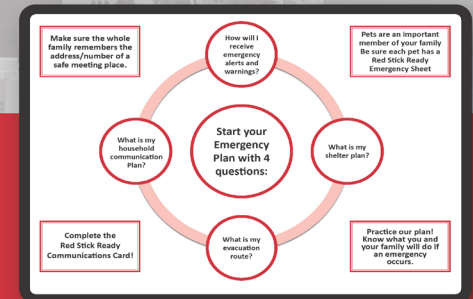 Make sure the whole
family remembers the
address/number of a
safe meeting place.
How will I
receive
emergency
alerts and
warnings?
Pets are an important
member of your family
Be sure each pet has a
Red Stick Ready
Emergency Sheet
What is my
household
communication
Plan?
Start your
Emergency
Plan with 4
questions:
What is my
shelter plan?
Complete the
Red Stick Ready
Communications Card!
What is my
evacuation
route?
Practice our plan!
Know what you and
your family will do if
an emergency
occurs.